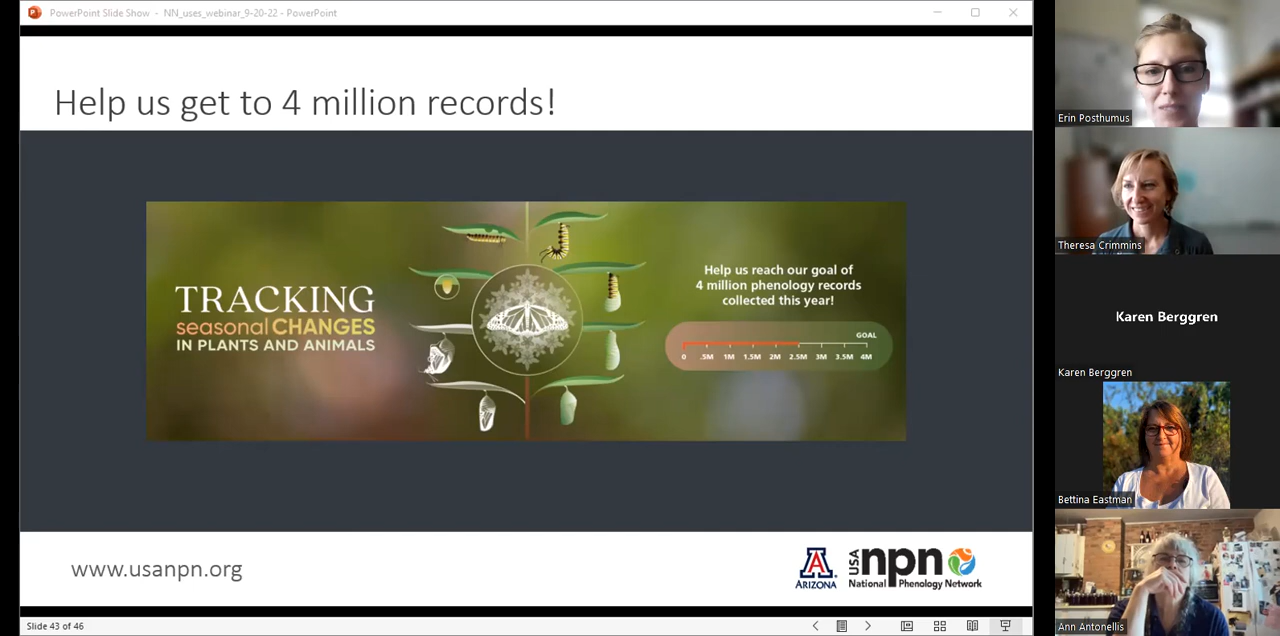 PowerPoint Slide Show - NN_uses_webinar_9-20-22 - PowerPoint
Help us get to 4 million records!
TRACKING
seasonal CHANGES
IN PLANTS AND ANIMALS
Help us reach our goal of
4 million phenology records
collected this year!
GOAL
0 .5M 1M 1.5M 2M 2.5M 3M 3.5M 4M
www.usanpn.org
A
ARIZONA
USA npn
National Phenology Network
Slide 43 of 46
Erin Posthumus
Theresa Crimmins
Karen Berggren
Karen Berggren
Bettina Eastman
Ann Antonellis